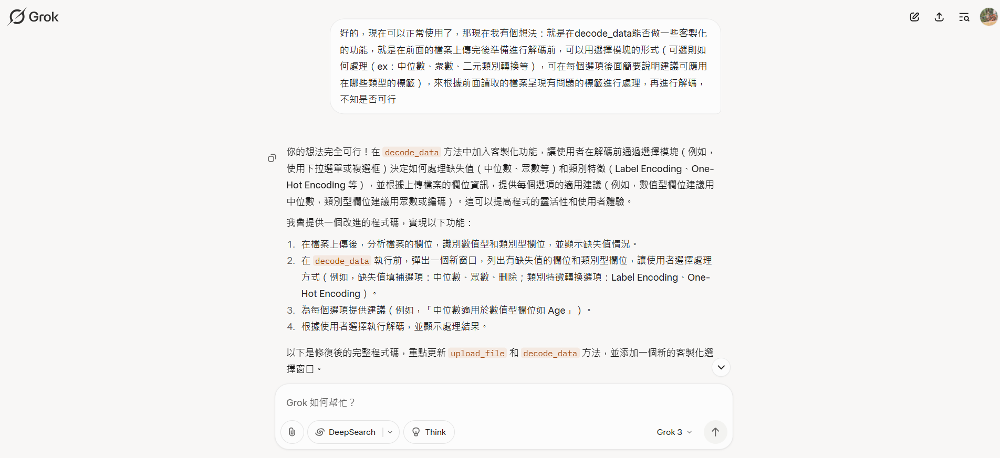 Grok
好的，現在可以正常使用了，那現在我有個想法：就是在decode_data能否做一些客製化
的功能，就是在前面的檔案上傳完後準備進行解碼前，可以用選擇模塊的形式（可選則如
何處理（ex：中位數、衆數、二元類別轉換等），可在每個選項後面簡要說明建議可應用
在哪些類型的標籤），來根據前面讀取的檔案呈現有問題的標籤進行處理，再進行解碼，
不知是否可行
你的想法完全可行！在 decode_data 方法中加入客製化功能，讓使用者在解碼前通過選擇模塊（例如，
使用下拉選單或複選框）決定如何處理缺失值（中位數、眾數等）和類別特徵（Label Encoding、One-
Hot Encoding 等），並根據上傳檔案的欄位資訊，提供每個選項的適用建議（例如，數值型欄位建議用
中位數，類別型欄位建議用眾數或編碼）。這可以提高程式的靈活性和使用者體驗。
我會提供一個改進的程式碼，實現以下功能：
1. 在檔案上傳後，分析檔案的欄位，識別數值型和類別型欄位，並顯示缺失值情況。
2. 在 decode_data 執行前，彈出一個新窗口，列出有缺失值的欄位和類別型欄位，讓使用者選擇處理
方式（例如，缺失值填補選項：中位數、眾數、刪除；類別特徵轉換選項：Label Encoding、One-
Hot Encoding）。
3. 為每個選項提供建議（例如，「中位數適用於數值型欄位如 Age」）。
4. 根據使用者選擇執行解碼，並顯示處理結果。
以下是修復後的完整程式碼，重點更新 upload_file 和 decode_data 方法，並添加一個新的客製化選
擇窗口。
Grok 如何幫忙？
DeepSearch Think Grok 3